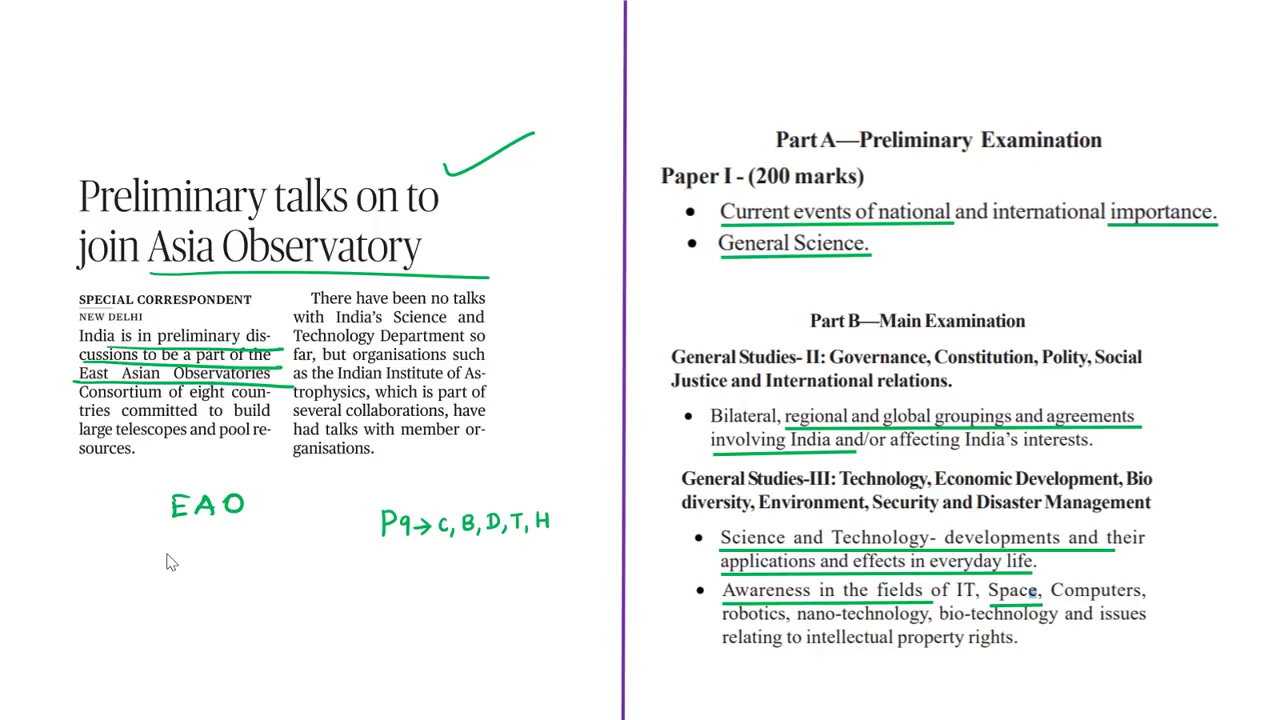 Preliminary talks on to
join Asia Observatory
SPECIAL CORRESPONDENT
NEW DELHI
India is in preliminary dis-
cussions to be a part of the
East Asian Observatories
Consortium of eight coun-
tries committed to build
large telescopes and pool re-
sources.
There have been no talks
with India's Science and
Technology Department so
far, but organisations such
as the Indian Institute of As-
trophysics, which is part of
several collaborations, have
had talks with member or-
ganisations.
EAO
P9→C, B, D, T, H
Part A—Preliminary Examination
Paper I - (200 marks)
• Current events of national and international importance.
• General Science.
Part B—Main Examination
General Studies- II: Governance, Constitution, Polity, Social
Justice and International relations.
• Bilateral, regional and global groupings and agreements
involving India and/or affecting India's interests.
General Studies-III: Technology, Economic Development, Bio
diversity, Environment, Security and Disaster Management
• Science and Technology- developments and their
applications and effects in everyday life.
• Awareness in the fields of IT, Space, Computers,
robotics, nano-technology, bio-technology and issues
relating to intellectual property rights.